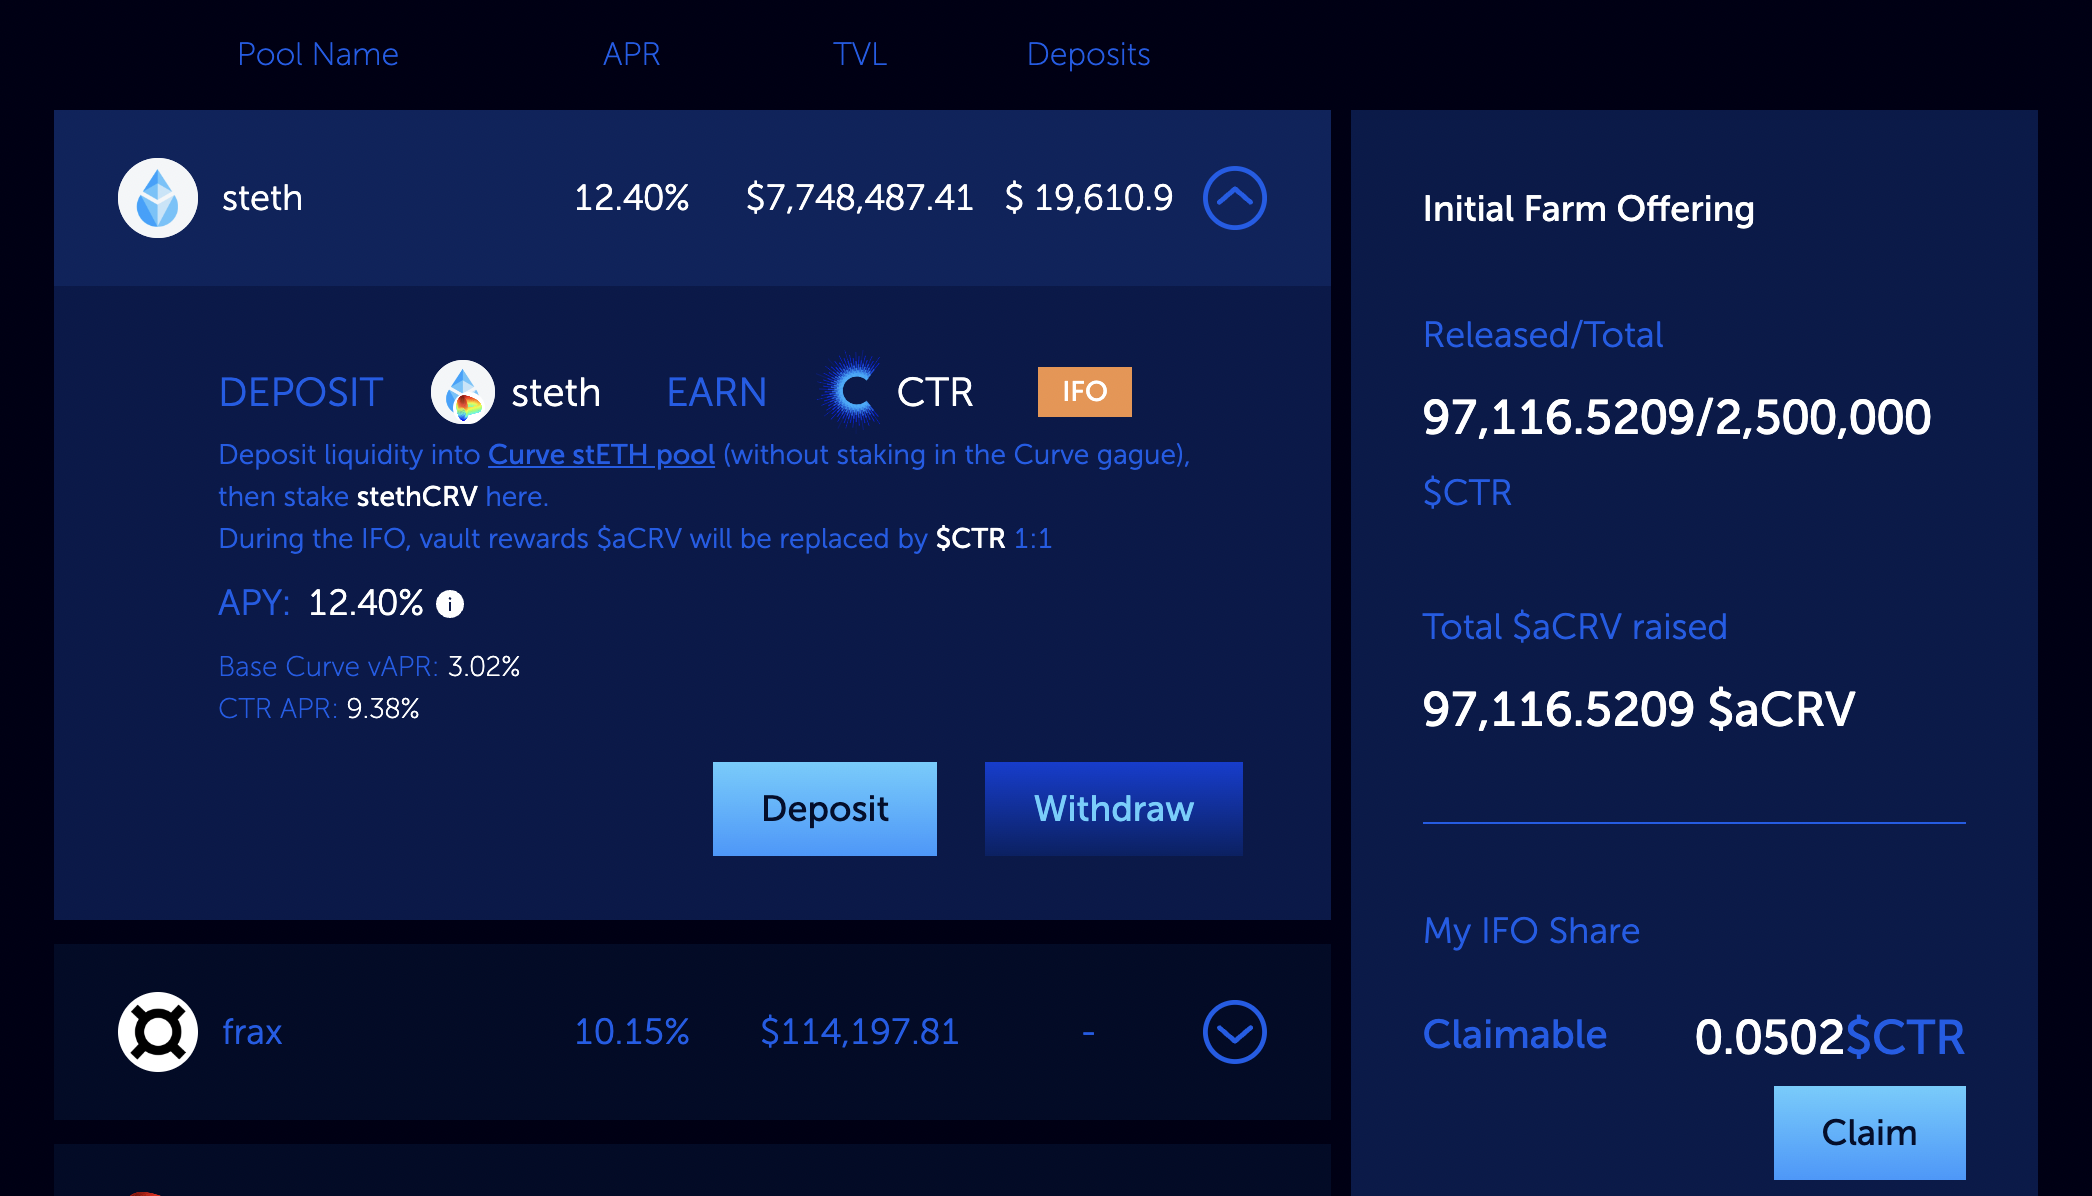 Pool Name APR TVL Deposits
steth 12.40% $7,748,487.41 $ 19,610.9
DEPOSIT steth EARN CTR IFO
Deposit liquidity into Curve stETH pool (without staking in the Curve gague),
then stake stethCRV here.
During the IFO, vault rewards $aCRV will be replaced by $CTR 1:1
APY: 12.40% i
Base Curve vAPR: 3.02%
CTR APR: 9.38%
Deposit Withdraw
frax 10.15% $114,197.81 -
Initial Farm Offering
Released/Total
97,116.5209/2,500,000
$CTR
Total $aCRV raised
97,116.5209 $aCRV
My IFO Share
Claimable 0.0502$CTR
Claim